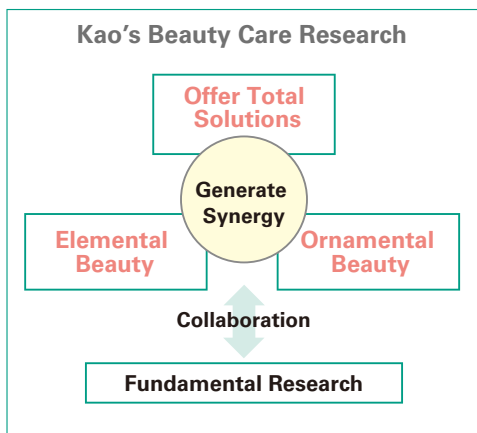 Kao’s Beauty Care Research
Offer Total
Solutions
Generate
Synergy
Elemental
Beauty
Ornamental
Beauty
Collaboration
Fundamental Research